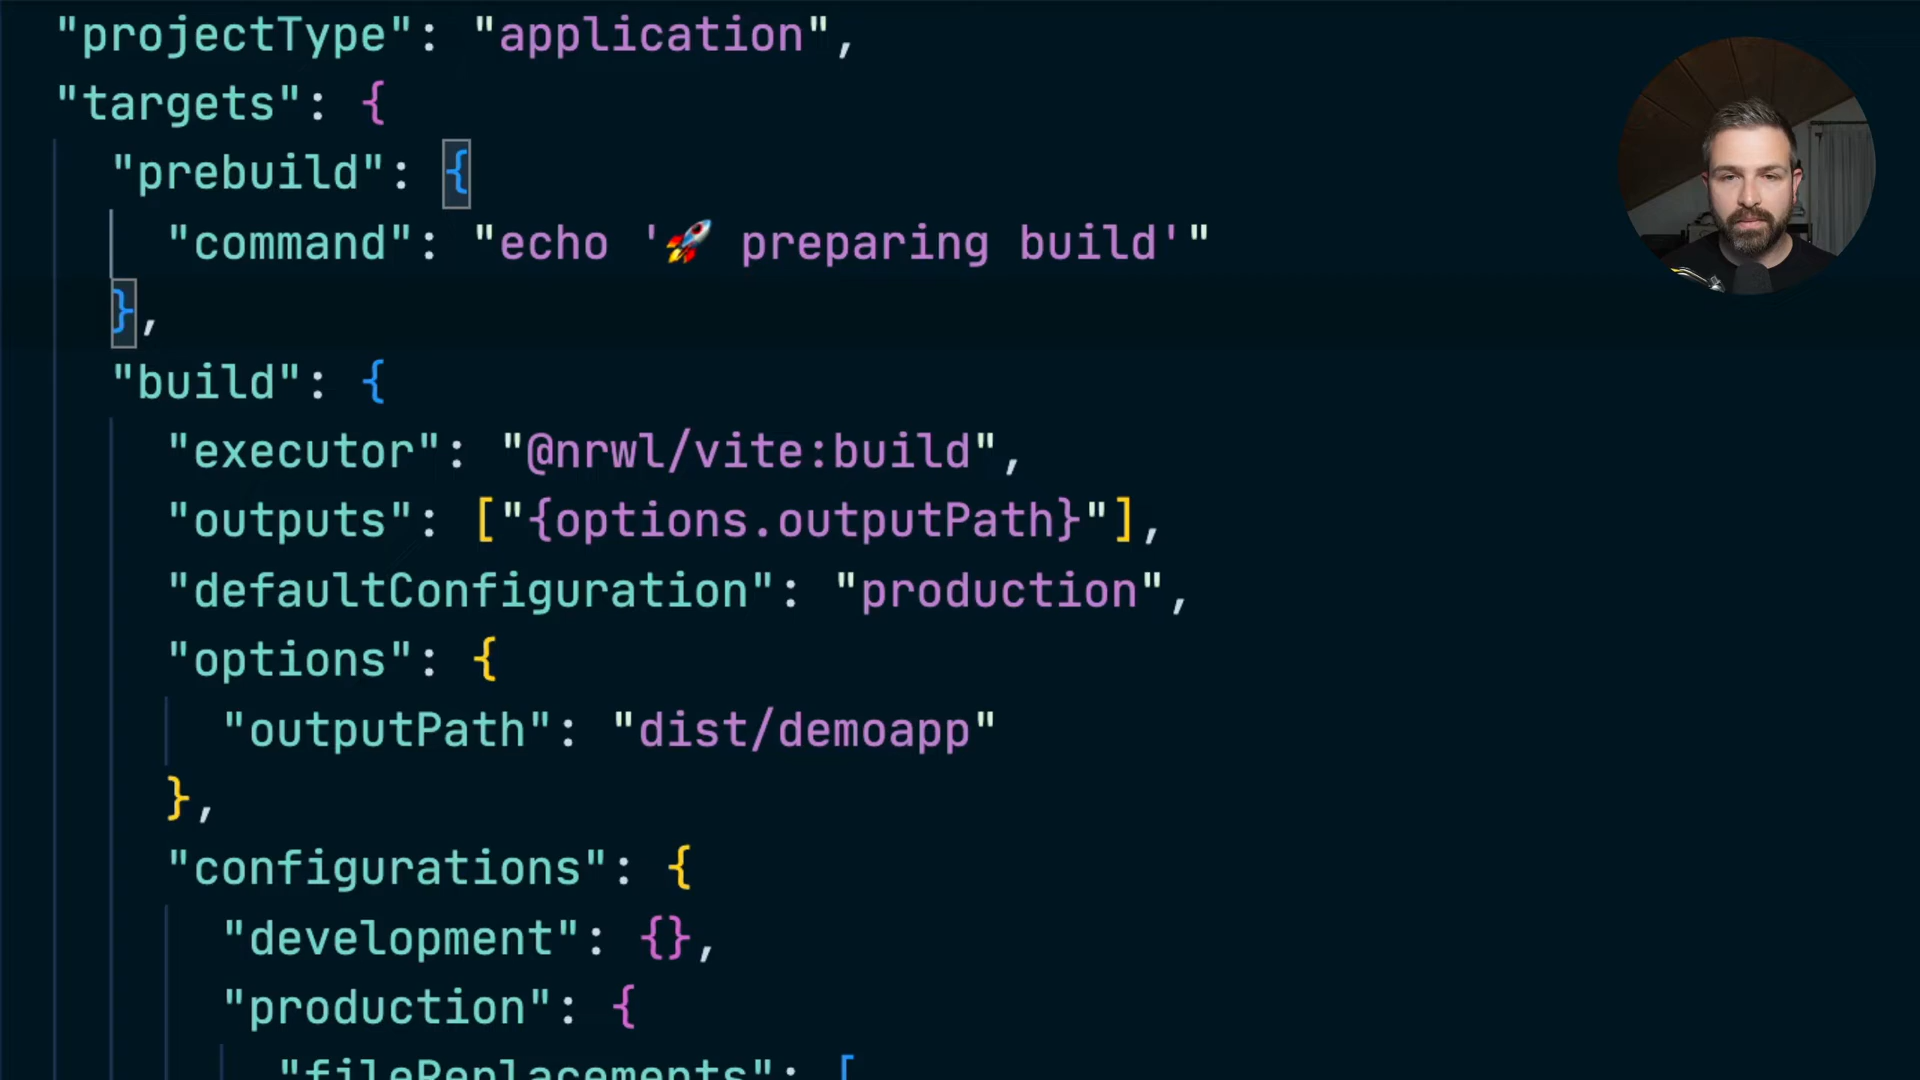 "projectType": "application",
"targets": {
"prebuild": {
"command": "echo '🚀 preparing build'"
},
"build": {
"executor": "@nrwl/vite:build",
"outputs": ["{options.outputPath}"],
"defaultConfiguration": "production",
"options": {
"outputPath": "dist/demoapp"
},
"configurations": {
"development": {},
"production": {
"fileReplacements": [